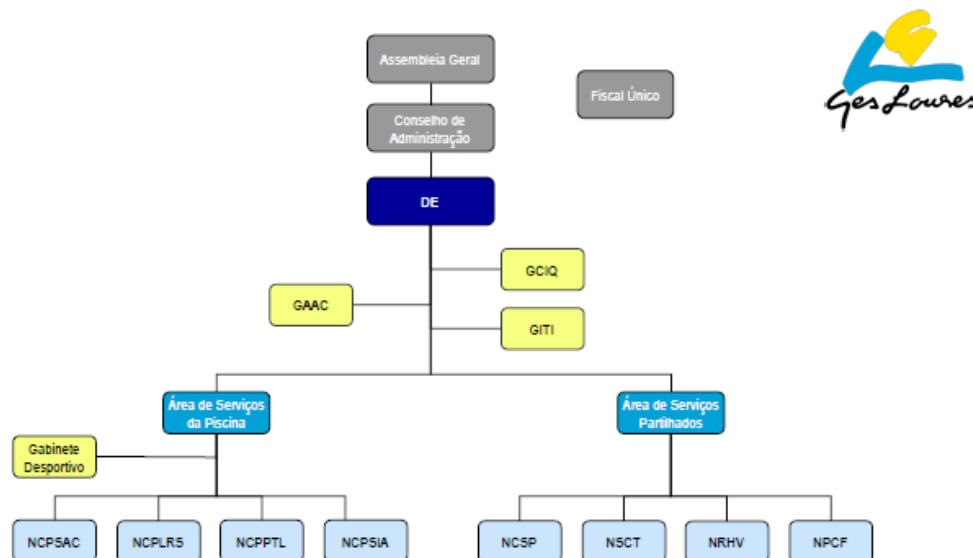 Assembleia Geral
Fiscal Único
Ges Loures
Conselho de
Administração
DE
GCIQ
GAAC
GITI
Área de Serviços
da Piscina
Área de Serviços
Partilhados
Gabinete
Desportivo
NCPSAC
NCPLRS
NCPPTL
NCPSIA
NCSP
NSCT
NRHV
NPCF